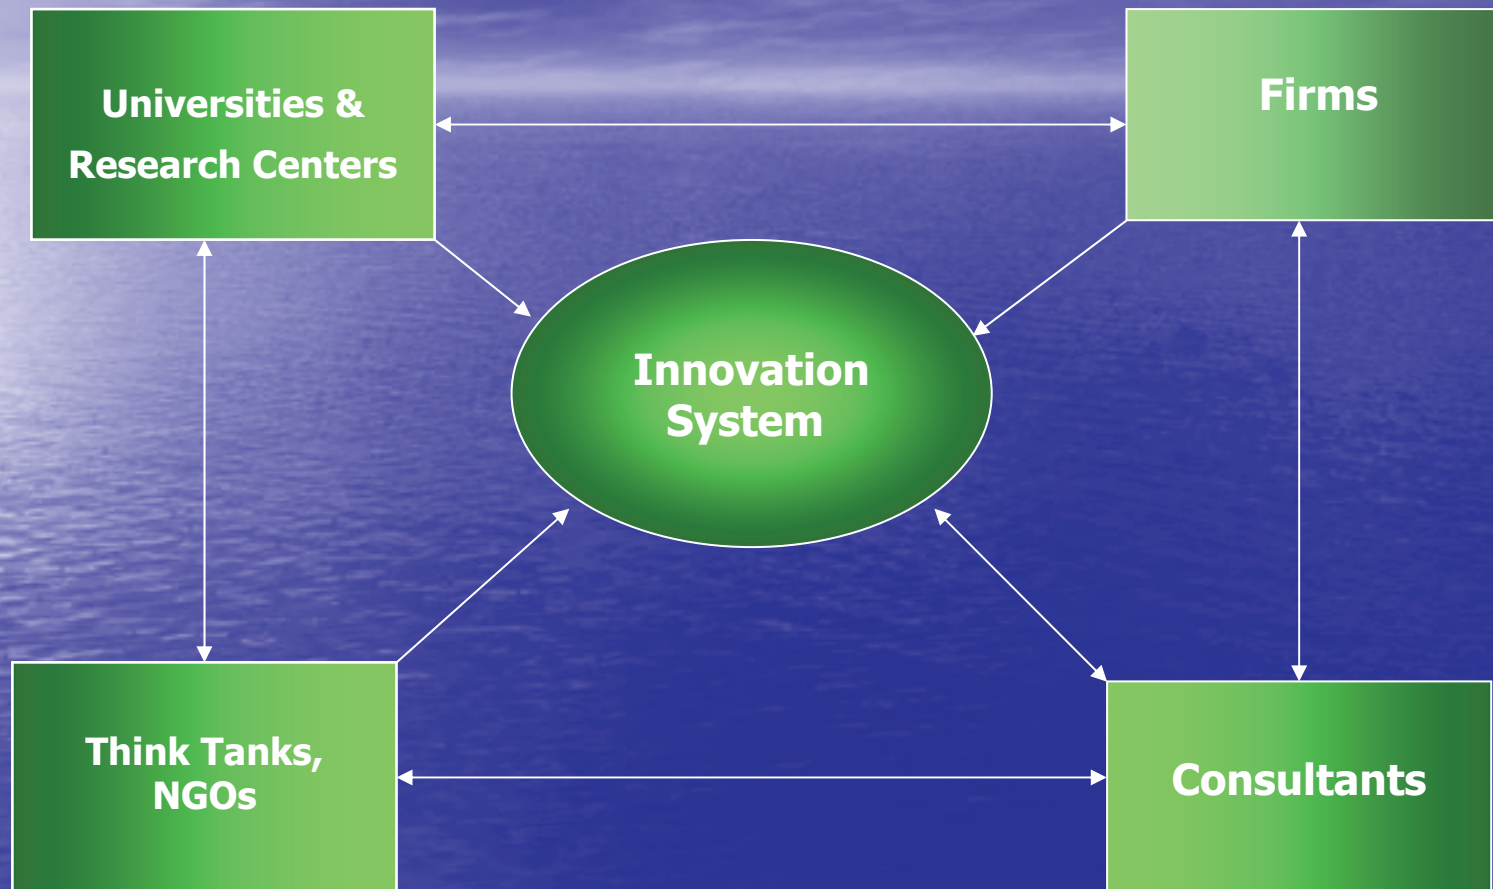 Universities &
Research Centers
Firms
Innovation
System
Think Tanks,
NGOs
Consultants